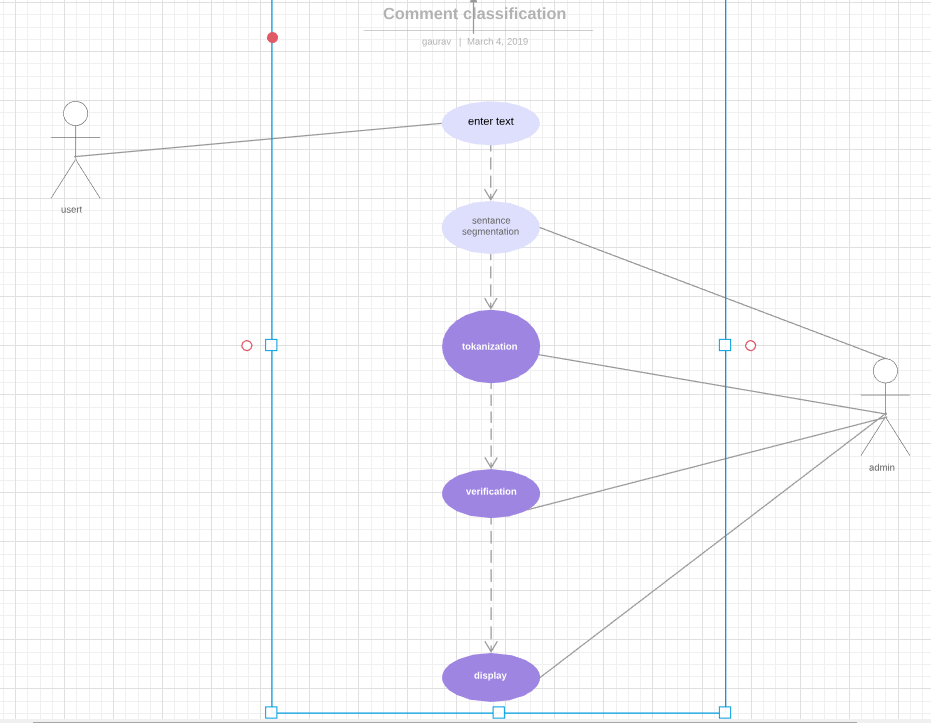 Comment classification
gaurav | March 4, 2019
enter text
usert
sentance
segmentation
tokanization
admin
verification
display